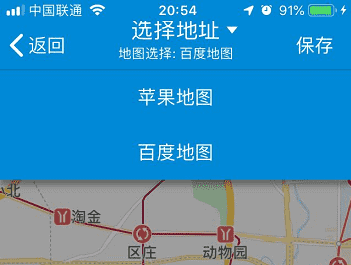 中国联通 20:54 91%
返回 选择地址 保存
地图选择: 百度地图
苹果地图
百度地图
北
淘金
区庄 动物园